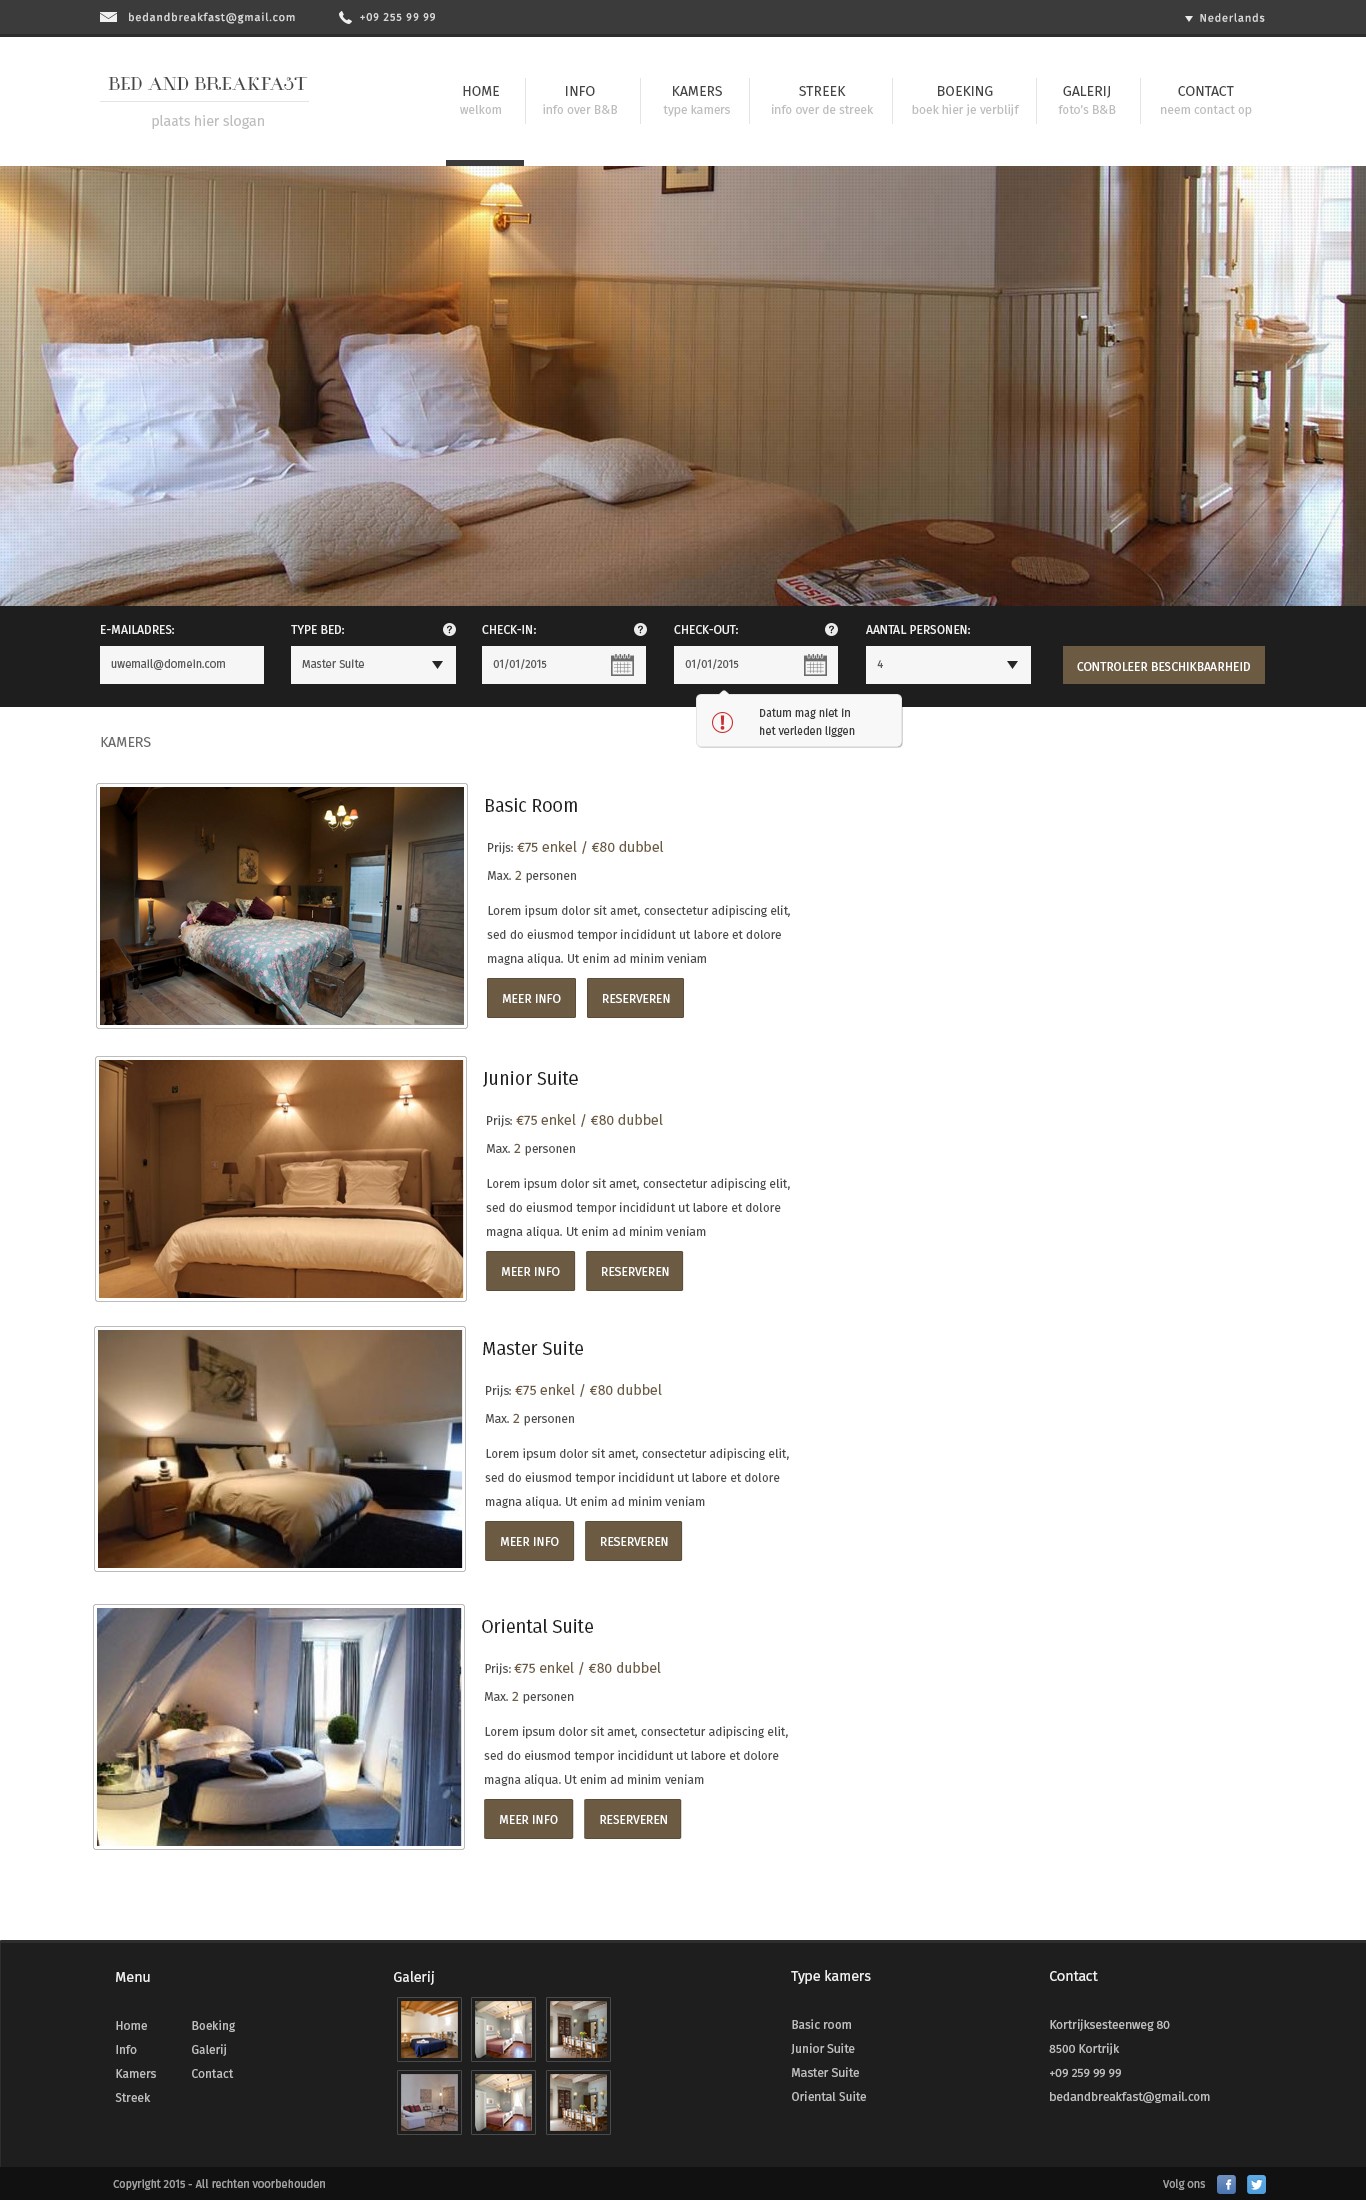 bedandbreakfast@gmail.com +09 255 99 99 Nederlands
BED AND BREAKFAST
plaats hier slogan
HOME INFO KAMERS STREEK BOEKING GALERIJ CONTACT
welkom info over B&B type kamers info over de streek boek hier je verblijf foto's B&B neem contact op
E-MAILADRES: TYPE BED: ? CHECK-IN: ? CHECK-OUT: ? AANTAL PERSONEN:
uwemail@domein.com Master Suite 01/01/2015 01/01/2015 4 CONTROLEER BESCHIKBAARHEID
Datum mag niet in
het verleden liggen
KAMERS
Basic Room
Prijs: €75 enkel / €80 dubbel
Max. 2 personen
Lorem ipsum dolor sit amet, consectetur adipiscing elit,
sed do eiusmod tempor incididunt ut labore et dolore
magna aliqua. Ut enim ad minim veniam
MEER INFO RESERVEREN
Junior Suite
Prijs: €75 enkel / €80 dubbel
Max. 2 personen
Lorem ipsum dolor sit amet, consectetur adipiscing elit,
sed do eiusmod tempor incididunt ut labore et dolore
magna aliqua. Ut enim ad minim veniam
MEER INFO RESERVEREN
Master Suite
Prijs: €75 enkel / €80 dubbel
Max. 2 personen
Lorem ipsum dolor sit amet, consectetur adipiscing elit,
sed do eiusmod tempor incididunt ut labore et dolore
magna aliqua. Ut enim ad minim veniam
MEER INFO RESERVEREN
Oriental Suite
Prijs: €75 enkel / €80 dubbel
Max. 2 personen
Lorem ipsum dolor sit amet, consectetur adipiscing elit,
sed do eiusmod tempor incididunt ut labore et dolore
magna aliqua. Ut enim ad minim veniam
MEER INFO RESERVEREN
Menu
Home Boeking
Info Galerij
Kamers Contact
Streek
Galerij
Type kamers
Basic room
Junior Suite
Master Suite
Oriental Suite
Contact
Kortrijksesteenweg 80
8500 Kortrijk
+09 259 99 99
bedandbreakfast@gmail.com
Copyright 2015 - All rechten voorbehouden Volg ons